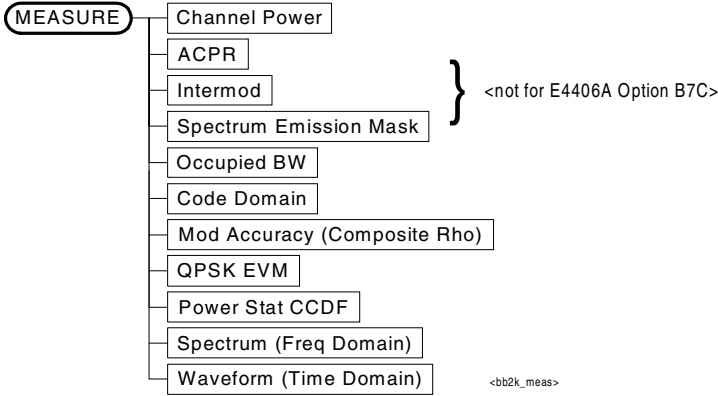 MEASURE
Channel Power
ACPR
Intermod
<not for E4406A Option B7C>
Spectrum Emission Mask
Occupied BW
Code Domain
Mod Accuracy (Composite Rho)
QPSK EVM
Power Stat CCDF
Spectrum (Freq Domain)
Waveform (Time Domain)
<bb2k_meas>